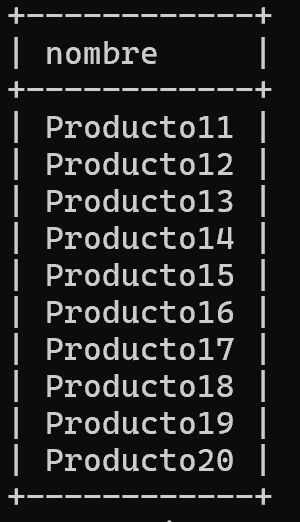 +------------+
| nombre     |
+------------+
| Producto11 |
| Producto12 |
| Producto13 |
| Producto14 |
| Producto15 |
| Producto16 |
| Producto17 |
| Producto18 |
| Producto19 |
| Producto20 |
+------------+